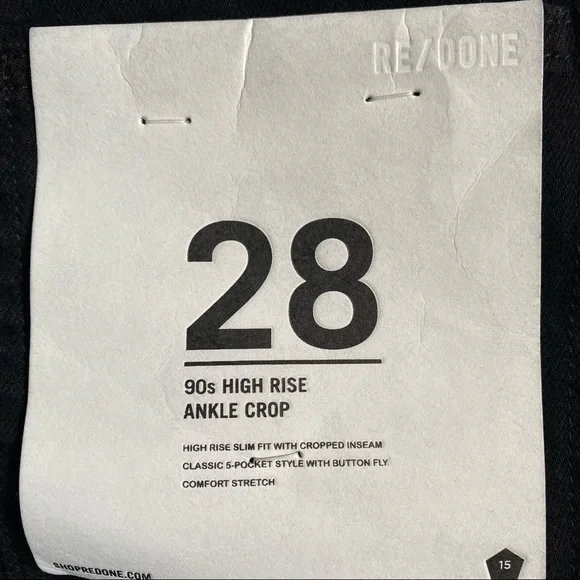 RE/DONE
28
90s HIGH RISE
ANKLE CROP
HIGH RISE SLIM FIT WITH CROPPED INSEAM
CLASSIC 5-POCKET STYLE WITH BUTTON FLY
COMFORT STRETCH
SHOPREDONE.COM
15